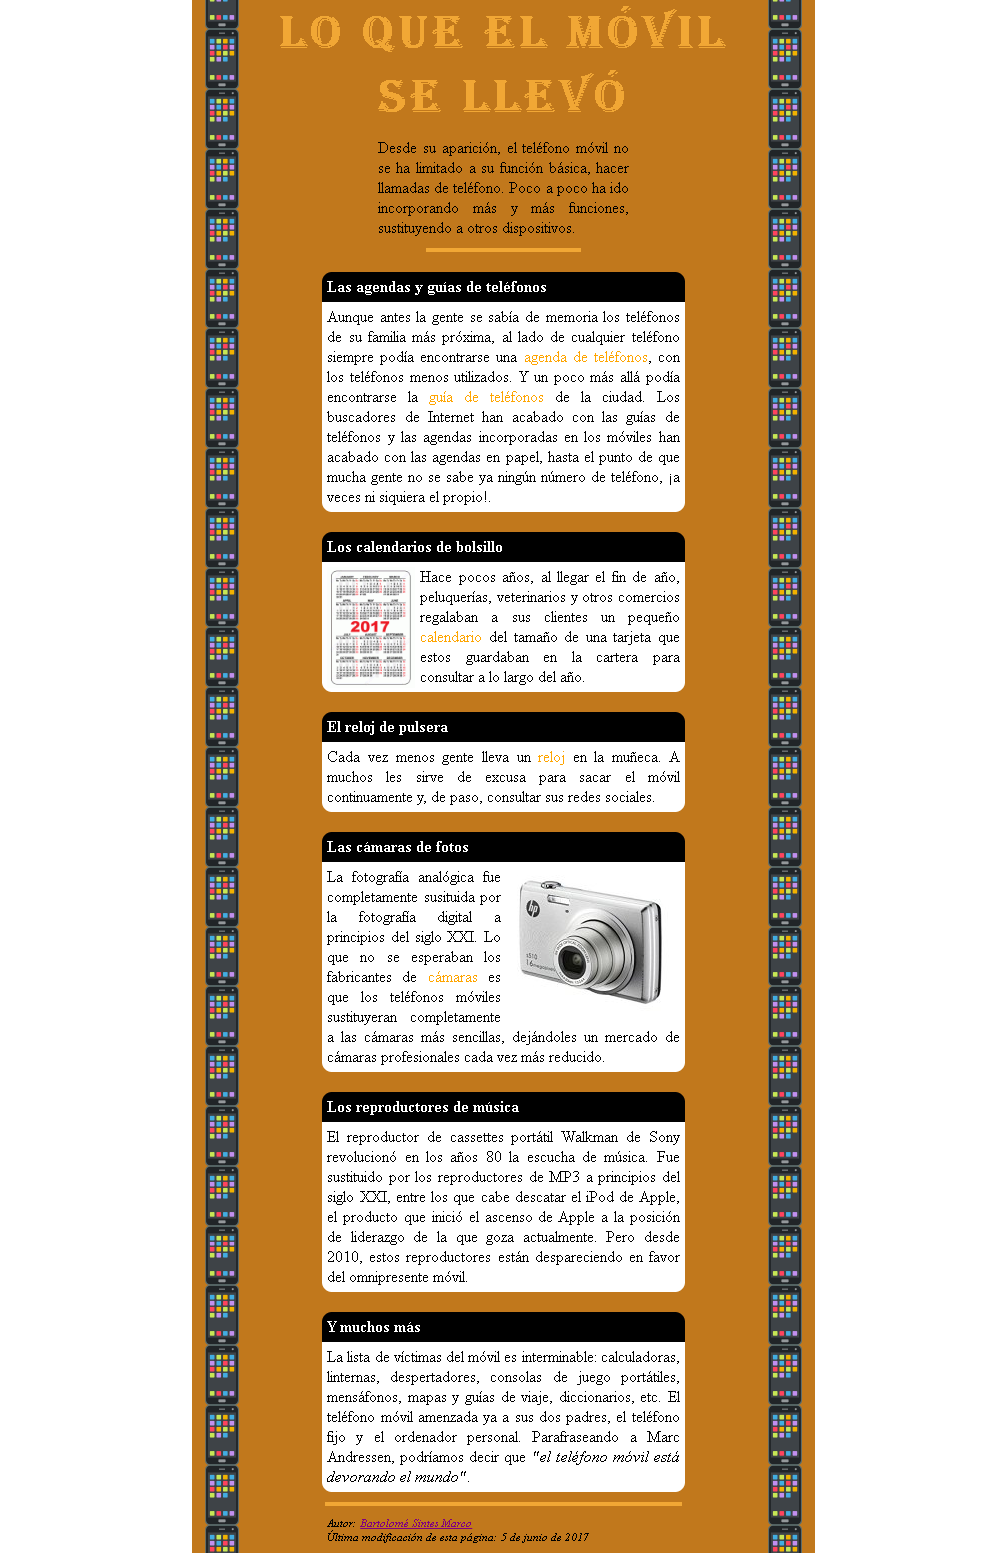 LO QUE EL MÓVIL
SE LLEVÓ
Desde su aparición, el teléfono móvil no
se ha limitado a su función básica, hacer
llamadas de teléfono. Poco a poco ha ido
incorporando más y más funciones,
sustituyendo a otros dispositivos.
Las agendas y guías de teléfonos
Aunque antes la gente se sabía de memoria los teléfonos
de su familia más próxima, al lado de cualquier teléfono
siempre podía encontrarse una agenda de teléfonos, con
los teléfonos menos utilizados. Y un poco más allá podía
encontrarse la guía de teléfonos de la ciudad. Los
buscadores de Internet han acabado con las guías de
teléfonos y las agendas incorporadas en los móviles han
acabado con las agendas en papel, hasta el punto de que
mucha gente no se sabe ya ningún número de teléfono, ¡a
veces ni siquiera el propio!.
Los calendarios de bolsillo
2017
Hace pocos años, al llegar el fin de año,
peluquerías, veterinarios y otros comercios
regalaban a sus clientes un pequeño
calendario del tamaño de una tarjeta que
estos guardaban en la cartera para
consultar a lo largo del año.
El reloj de pulsera
Cada vez menos gente lleva un reloj en la muñeca. A
muchos les sirve de excusa para sacar el móvil
continuamente y, de paso, consultar sus redes sociales.
Las cámaras de fotos
La fotografía analógica fue
completamente susituida por
la fotografía digital a
principios del siglo XXI. Lo
que no se esperaban los
fabricantes de cámaras es
que los teléfonos móviles
sustituyeran completamente
a las cámaras más sencillas, dejándoles un mercado de
cámaras profesionales cada vez más reducido.
hp
Los reproductores de música
El reproductor de cassettes portátil Walkman de Sony
revolucionó en los años 80 la escucha de música. Fue
sustituido por los reproductores de MP3 a principios del
siglo XXI, entre los que cabe descatar el iPod de Apple,
el producto que inició el ascenso de Apple a la posición
de liderazgo de la que goza actualmente. Pero desde
2010, estos reproductores están despareciendo en favor
del omnipresente móvil.
Y muchos más
La lista de víctimas del móvil es interminable: calculadoras,
linternas, despertadores, consolas de juego portátiles,
mensáfonos, mapas y guías de viaje, diccionarios, etc. El
teléfono móvil amenzada ya a sus dos padres, el teléfono
fijo y el ordenador personal. Parafraseando a Marc
Andressen, podríamos decir que "el teléfono móvil está
devorando el mundo".
Autor: Bartolomé Sintes Marco
Última modificación de esta página: 5 de junio de 2017